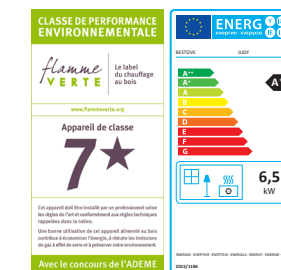 CLASSE DE PERFORMANCE
ENVIRONNEMENTALE
flamme
VERTE
Le label
du chauffage
au bois
www.flammeverte.org
Appareil de classe
7★
Cet appareil doit être installé par un professionnel selon
les règles de l'art et conformément aux règles techniques
rappelées dans la notice.
Une bonne utilisation de cet appareil alimenté au bois
contribue à économiser l'énergie, à réduire les émissions
de gaz à effet de serre et à préserver notre environnement.
Avec le concours de l'ADEME
ENERG
енергия · ενεργεια
BESTOVE JUDY
A++
A+
A
B
C
D
E
F
G
A+
6,5
kW
2015/1186